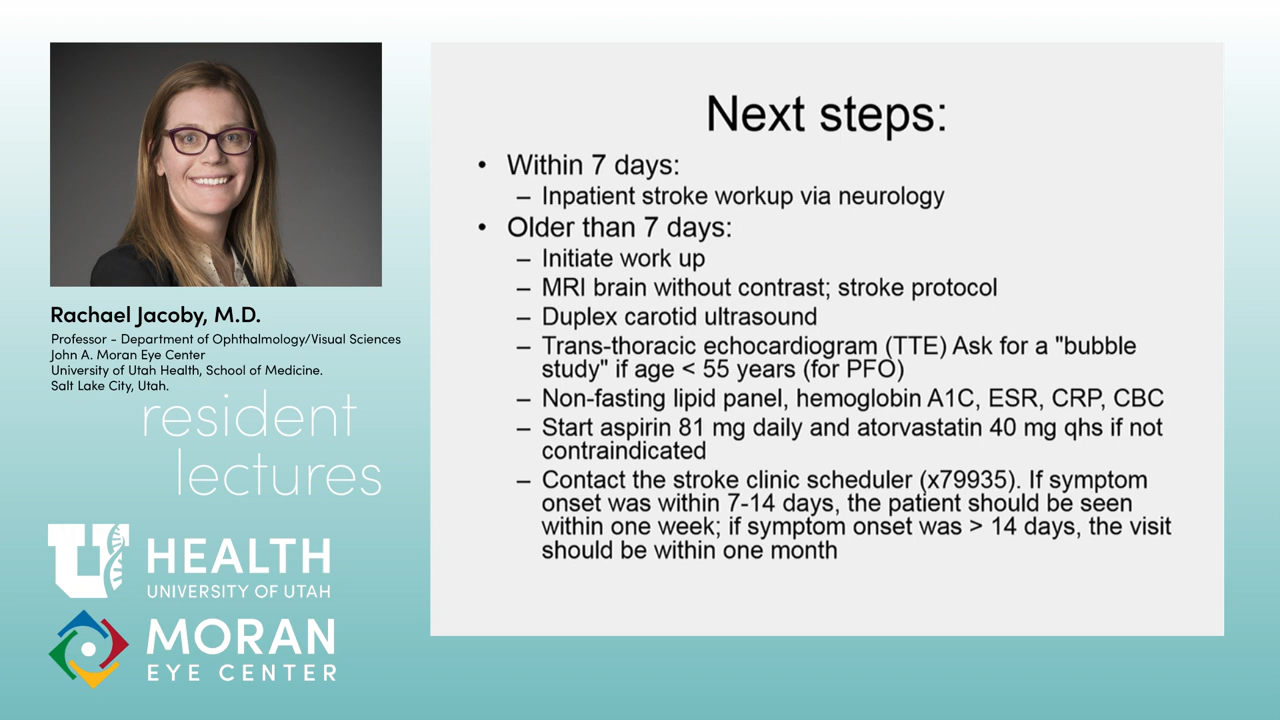 Rachael Jacoby, M.D.
Professor - Department of Ophthalmology/Visual Sciences
John A. Moran Eye Center
University of Utah Health, School of Medicine.
Salt Lake City, Utah.
resident
lectures
U HEALTH
UNIVERSITY OF UTAH
MORAN
EYE CENTER
Next steps:
• Within 7 days:
– Inpatient stroke workup via neurology
• Older than 7 days:
– Initiate work up
– MRI brain without contrast; stroke protocol
– Duplex carotid ultrasound
– Trans-thoracic echocardiogram (TTE) Ask for a "bubble
study" if age < 55 years (for PFO)
– Non-fasting lipid panel, hemoglobin A1C, ESR, CRP, CBC
– Start aspirin 81 mg daily and atorvastatin 40 mg qhs if not
contraindicated
– Contact the stroke clinic scheduler (x79935). If symptom
onset was within 7-14 days, the patient should be seen
within one week; if symptom onset was > 14 days, the visit
should be within one month